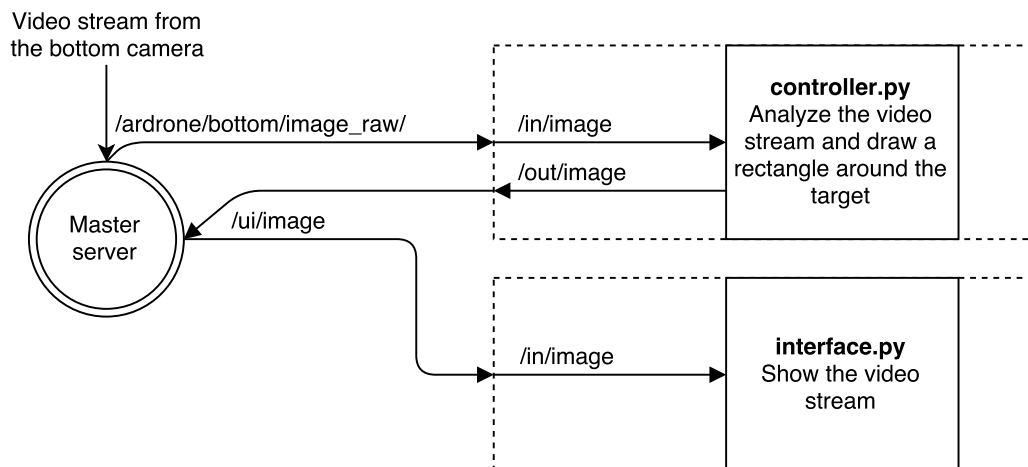 Video stream from
the bottom camera
/ardrone/bottom/image_raw/
/in/image
controller.py
Analyze the video
stream and draw a
rectangle around the
target
/out/image
Master
server
/ui/image
/in/image
interface.py
Show the video
stream